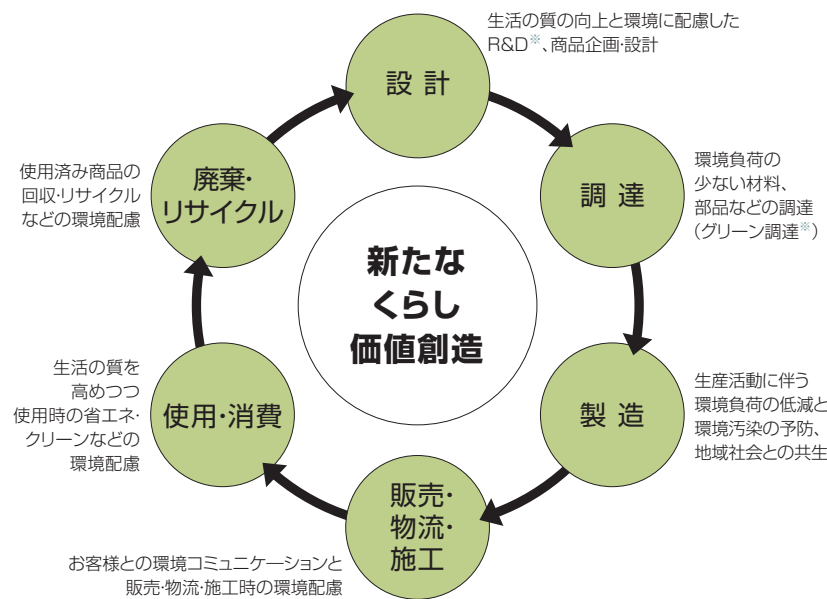 生活の質の向上と環境に配慮した
R&D※、商品企画・設計
設計
環境負荷の
少ない材料、
部品などの調達
（グリーン調達※）
調達
生産活動に伴う
環境負荷の低減と
環境汚染の予防、
地域社会との共生
製造
販売・
物流・
施工
お客様との環境コミュニケーションと
販売・物流・施工時の環境配慮
使用・消費
生活の質を
高めつつ
使用時の省エネ・
クリーンなどの
環境配慮
廃棄・
リサイクル
使用済み商品の
回収・リサイクル
などの環境配慮
新たな
くらし
価値創造